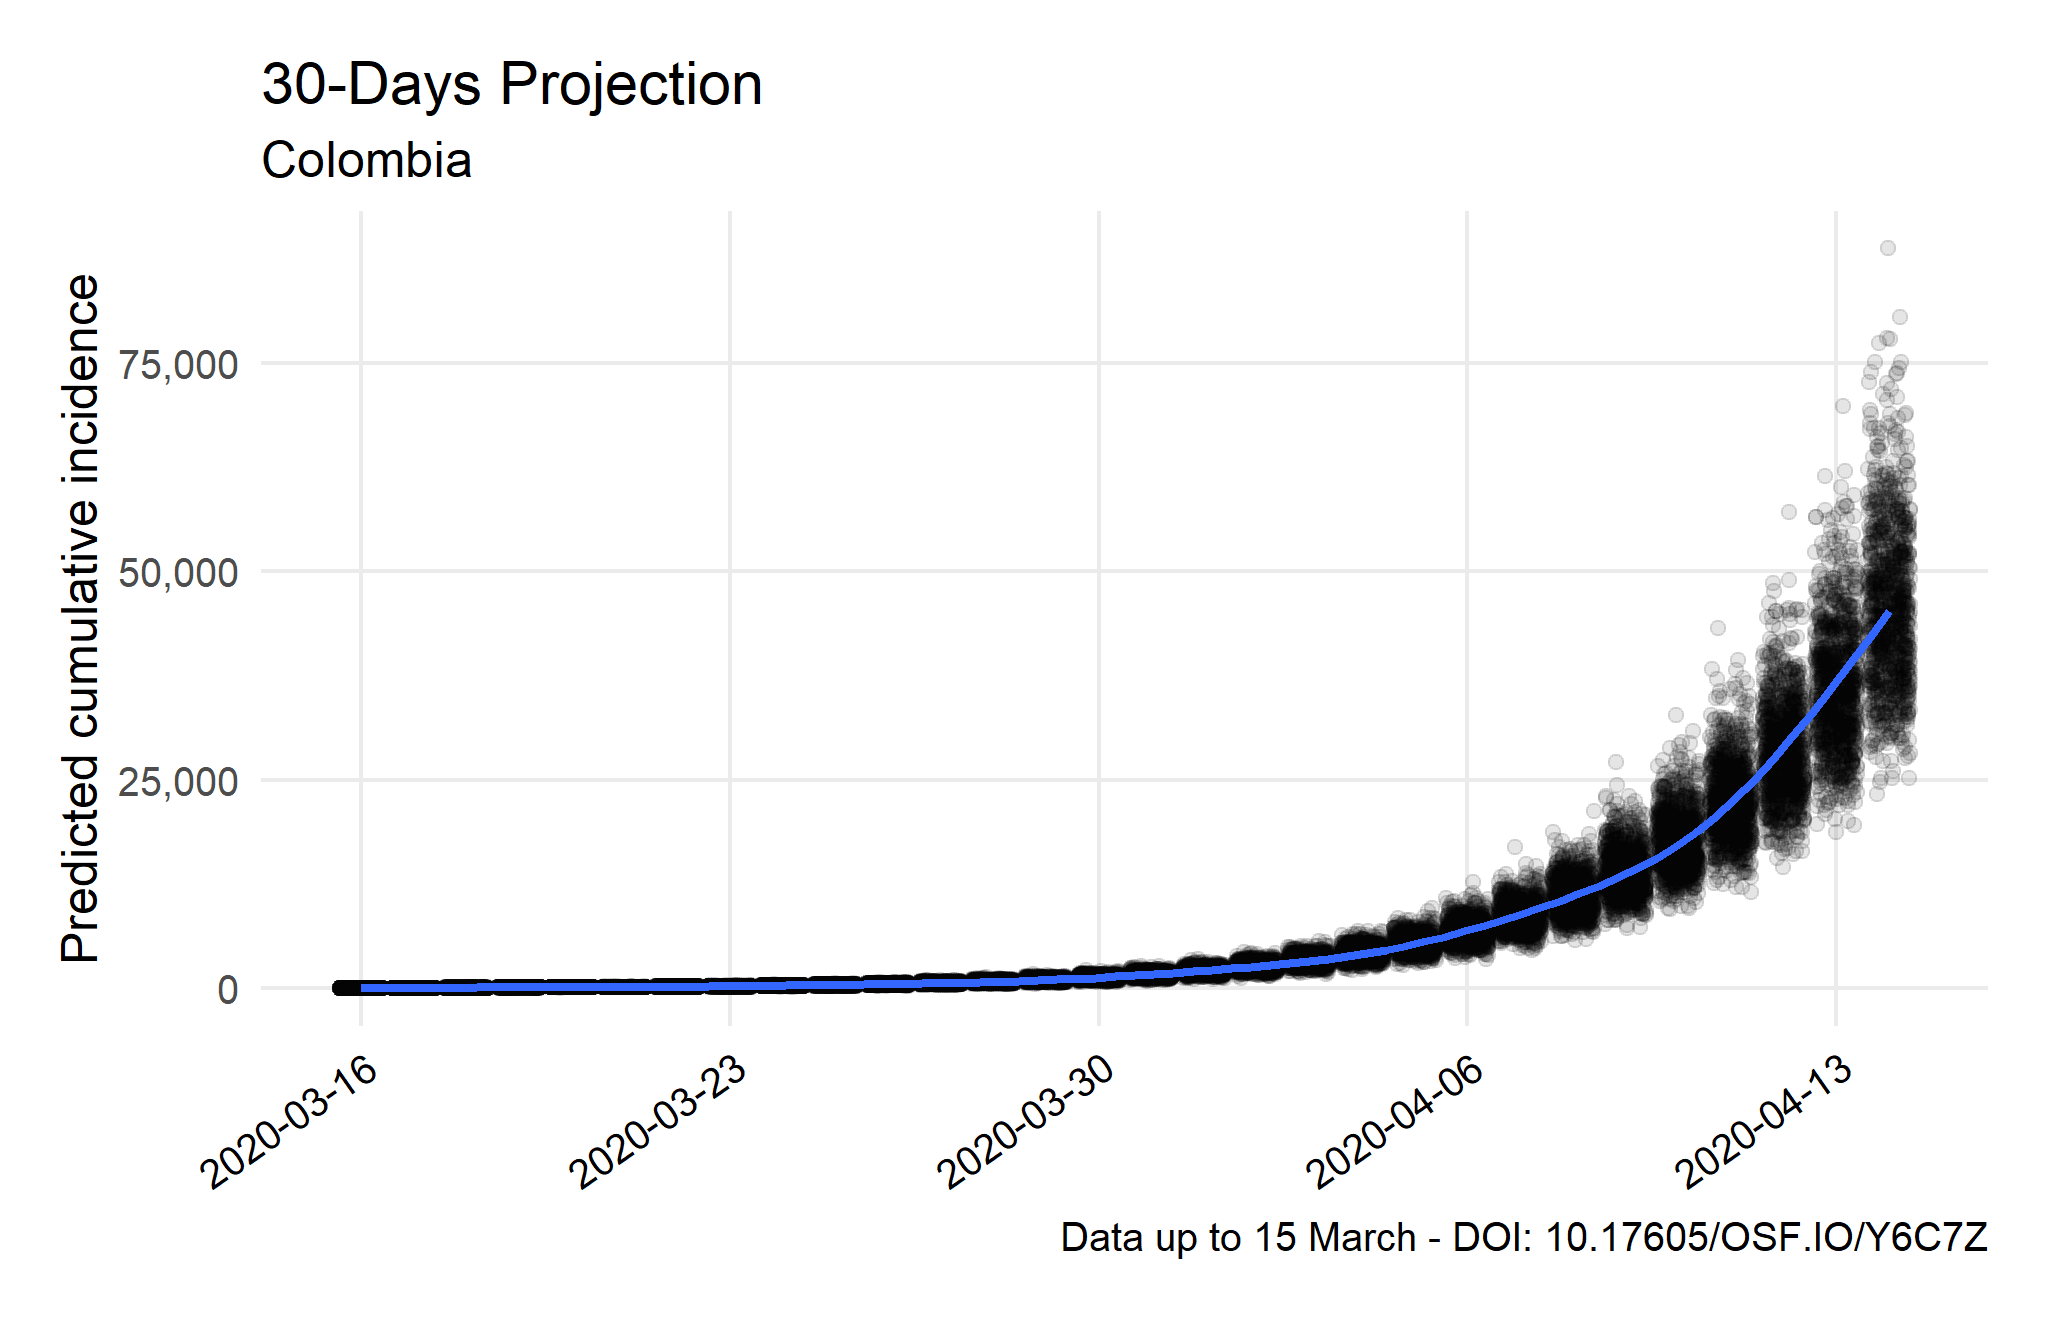 30-Days Projection
Colombia
Predicted cumulative incidence
75,000
50,000
25,000
0
2020-03-16
2020-03-23
2020-03-30
2020-04-06
2020-04-13
Data up to 15 March - DOI: 10.17605/OSF.IO/Y6C7Z